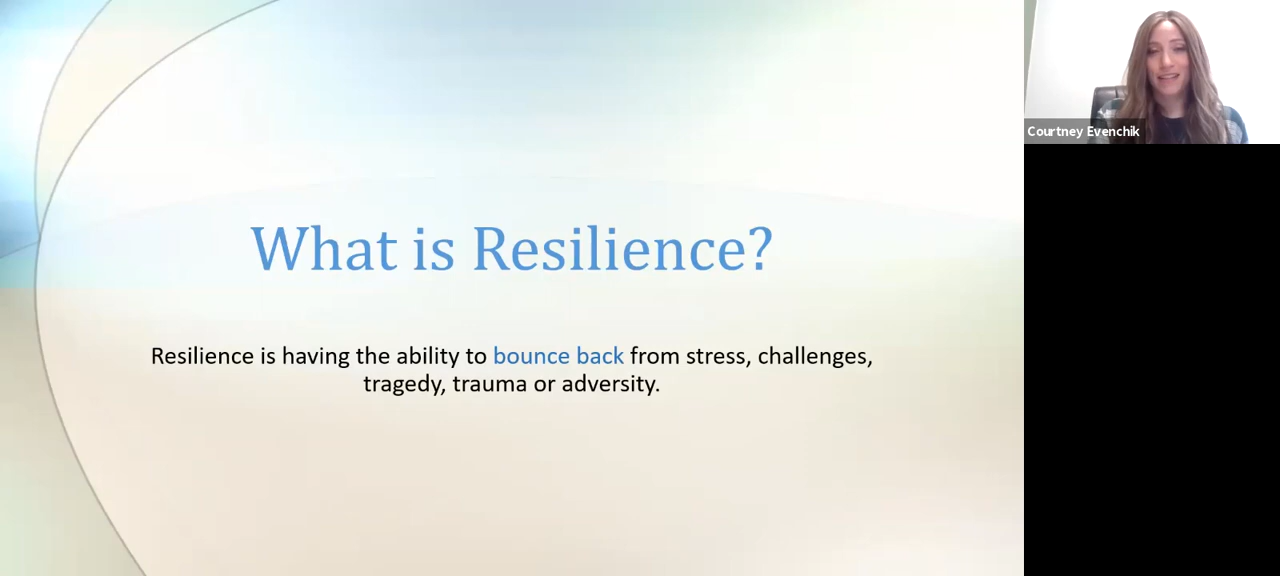 What is Resilience?
Resilience is having the ability to bounce back from stress, challenges,
tragedy, trauma or adversity.
Courtney Evenchik